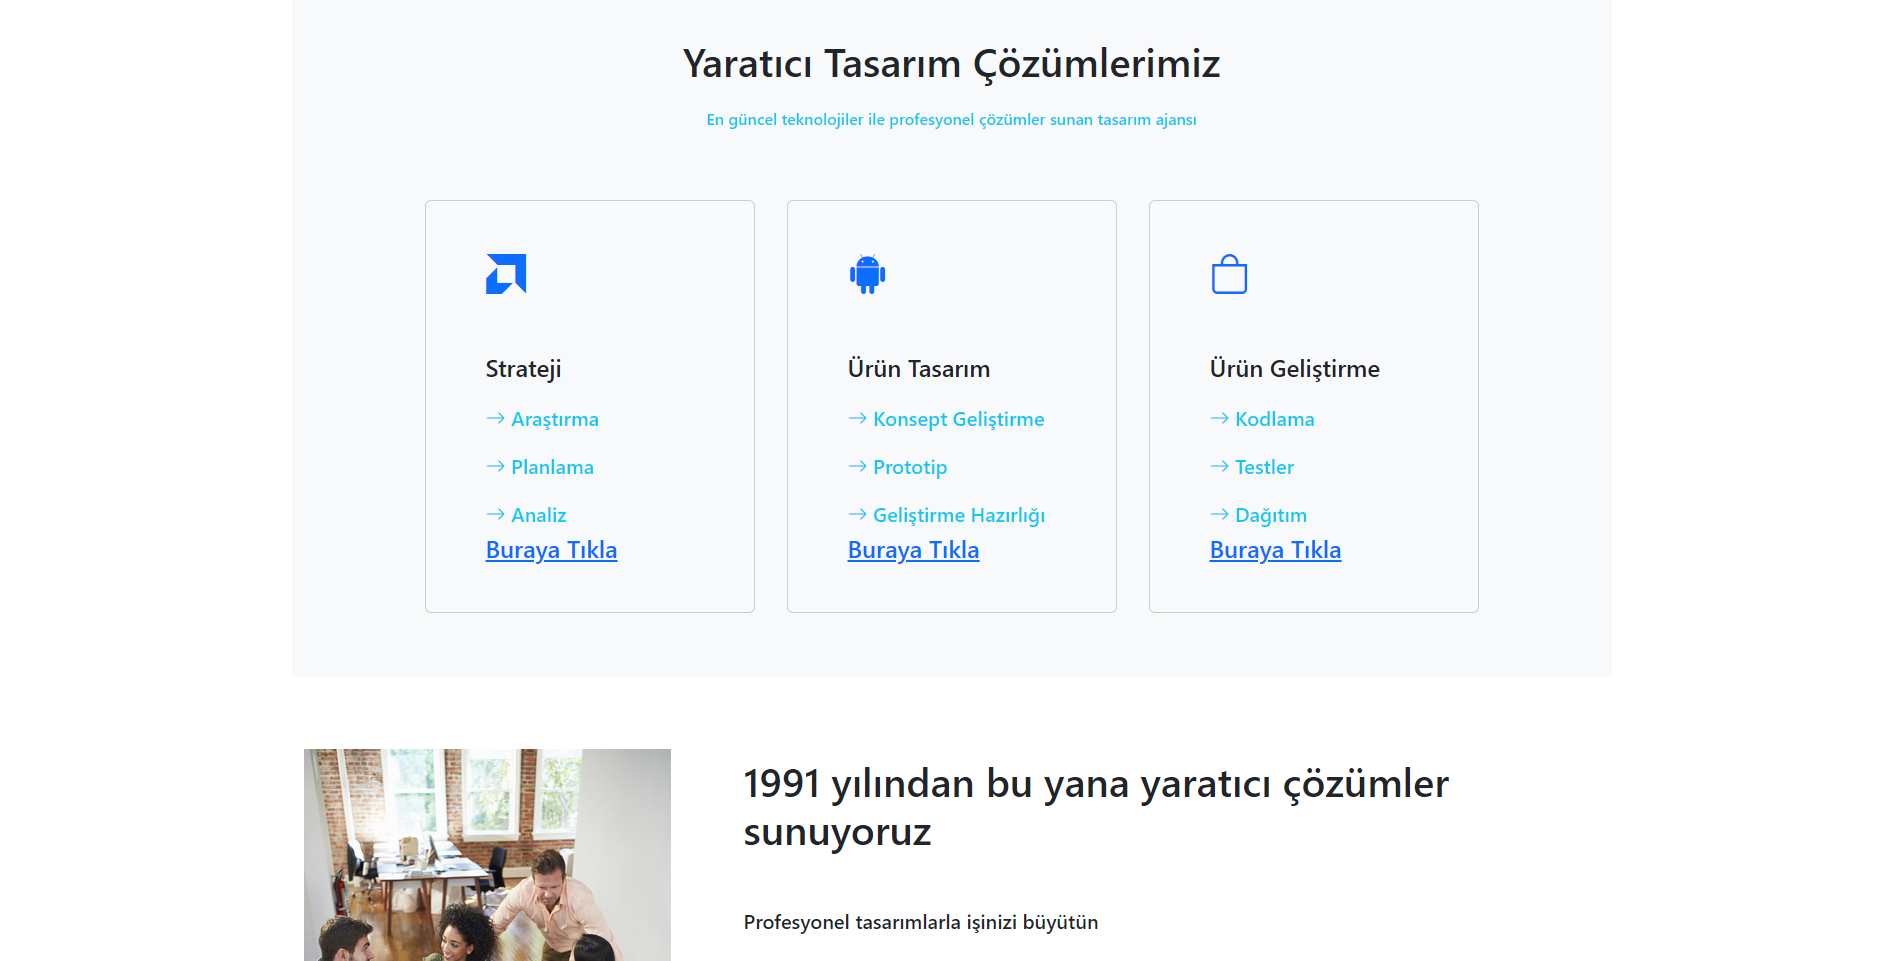 Yaratıcı Tasarım Çözümlerimiz
En güncel teknolojiler ile profesyonel çözümler sunan tasarım ajansı
Strateji
Araştırma
Planlama
Analiz
Buraya Tıkla
Ürün Tasarım
Konsept Geliştirme
Prototip
Geliştirme Hazırlığı
Buraya Tıkla
Ürün Geliştirme
Kodlama
Testler
Dağıtım
Buraya Tıkla
1991 yılından bu yana yaratıcı çözümler
sunuyoruz
Profesyonel tasarımlarla işinizi büyütün